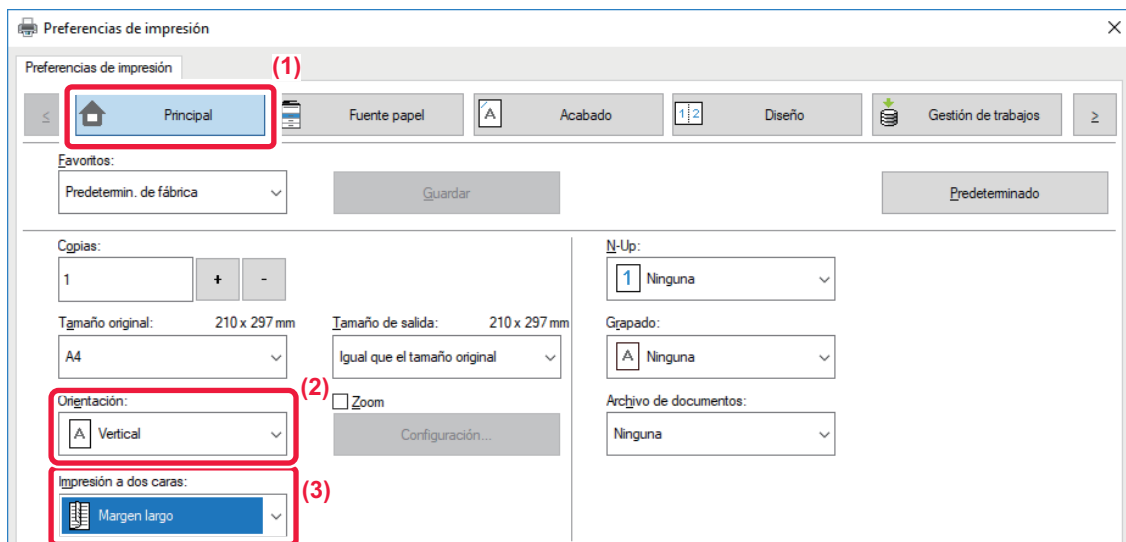 Preferencias de impresión
Preferencias de impresión
(1)
≤
Principal
Fuente papel
A
Acabado
1 2
Diseño
Gestión de trabajos
≥
Favoritos:
Predetermin. de fábrica
Guardar
Predeterminado
Copias:
N-Up:
1
+
-
1
Ninguna
Tamaño original: 210 x 297 mm
Tamaño de salida: 210 x 297 mm
Grapado:
A4
Igual que el tamaño original
A
Ninguna
(2)
Orientación:
Zoom
Archivo de documentos:
A
Vertical
Configuración...
Ninguna
Impresión a dos caras:
(3)
Margen largo